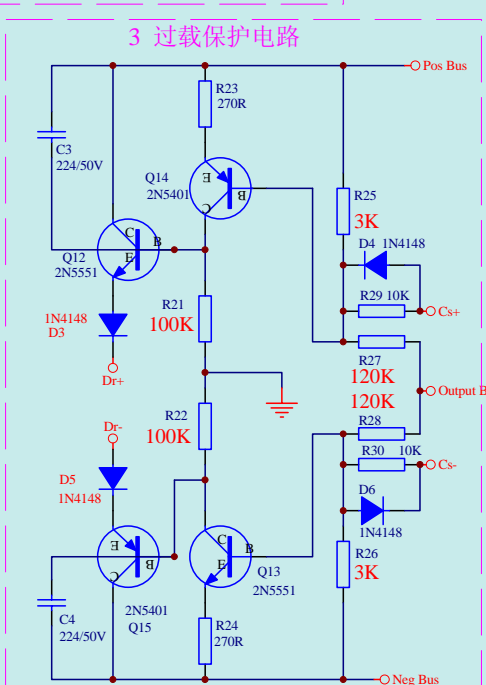 3 过载保护电路
Pos Bus
R23
270R
C3
224/50V
Q14
2N5401
E
C
B
R25
3K
D4 1N4148
Q12
2N5551
C
E
B
R21
100K
R29 10K
Cs+
1N4148
D3
R27
120K
Dr+
120K
Output B
R22
100K
R28
Dr-
R30 10K
Cs-
D5
1N4148
D6
1N4148
E
C
B
C
E
B
R26
3K
Q13
2N5551
2N5401
Q15
C4
224/50V
R24
270R
Neg Bus